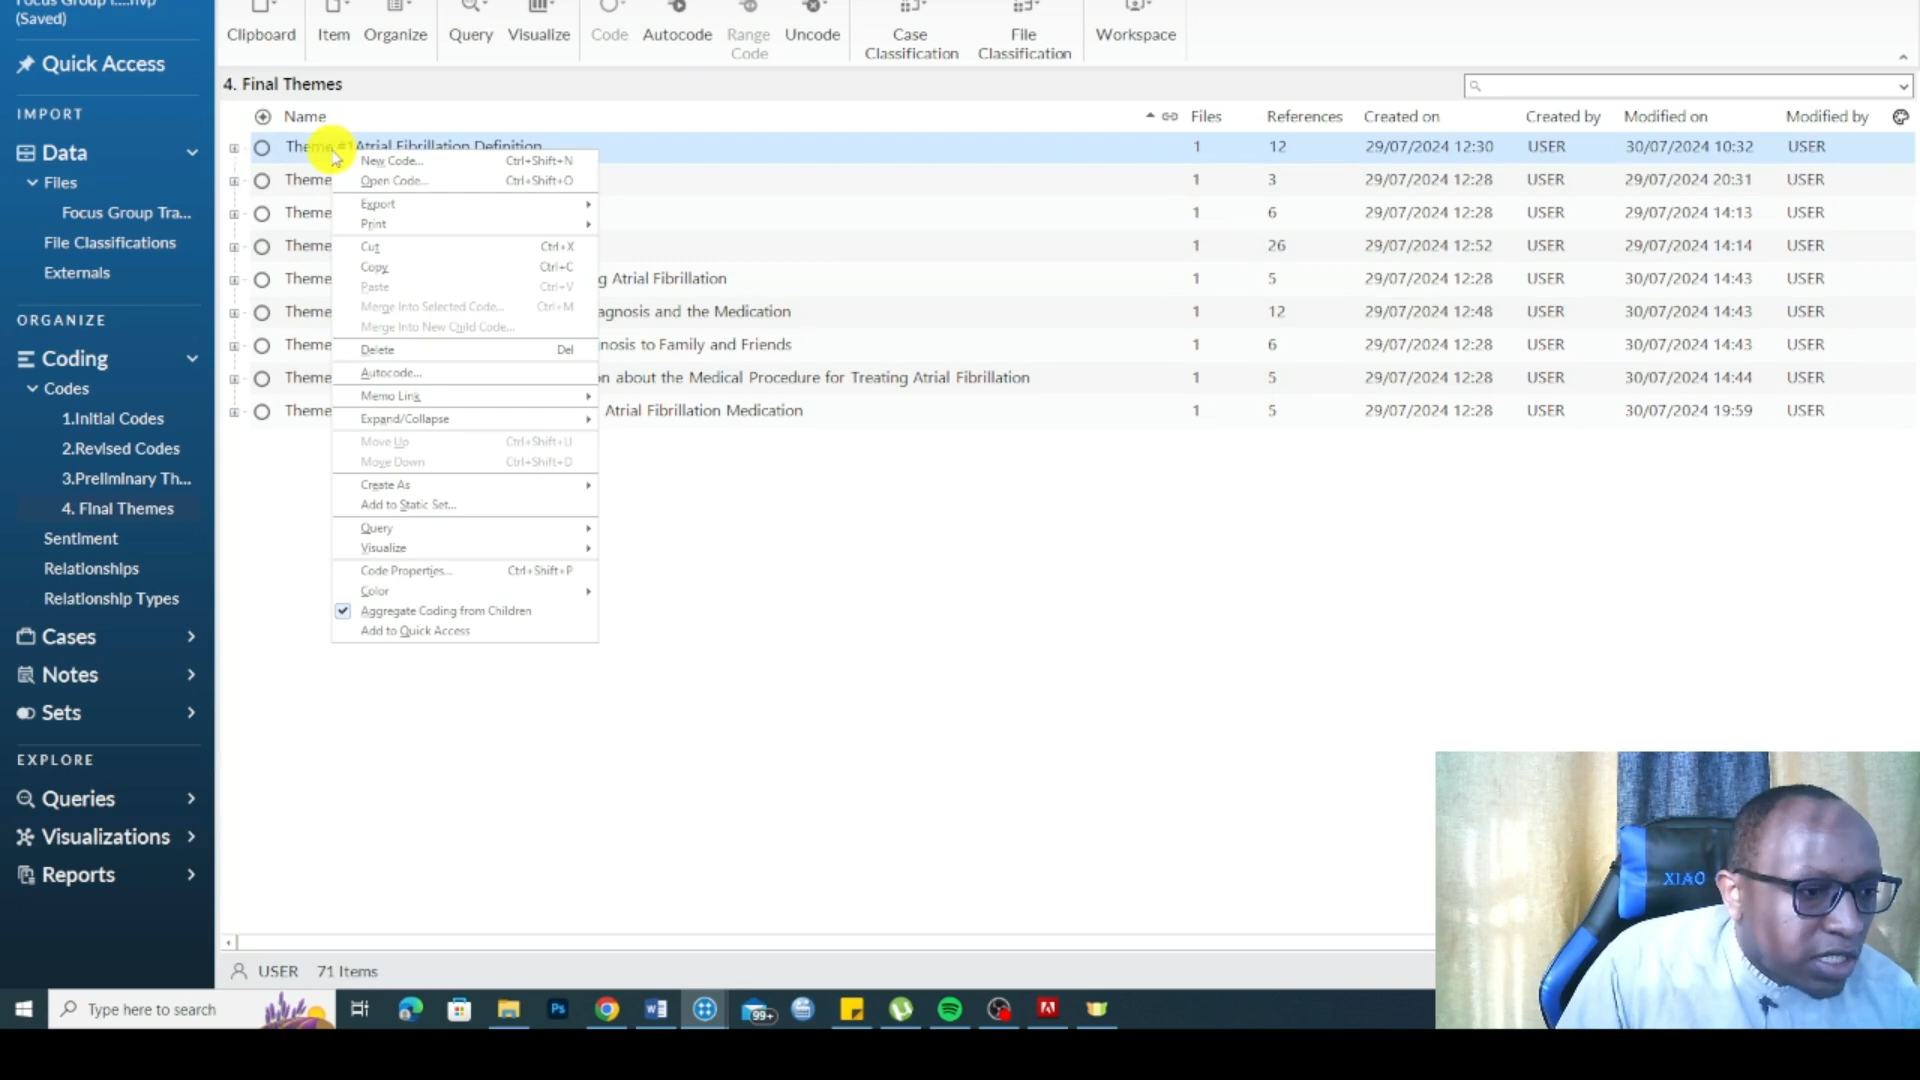 (Saved)
Clipboard Item Organize Query Visualize Code Autocode Range Code Uncode Case Classification File Classification Workspace
Quick Access
IMPORT
Data
Files
Focus Group Tra...
File Classifications
Externals
ORGANIZE
Coding
Codes
1.Initial Codes
2.Revised Codes
3.Preliminary Th...
4. Final Themes
Sentiment
Relationships
Relationship Types
Cases
Notes
Sets
EXPLORE
Queries
Visualizations
Reports
4. Final Themes
Name Files References Created on Created by Modified on Modified by
Theme #1 Atrial Fibrillation Definition 1 12 29/07/2024 12:30 USER 30/07/2024 10:32 USER
Theme 1 3 29/07/2024 12:28 USER 29/07/2024 20:31 USER
Theme 1 6 29/07/2024 12:28 USER 29/07/2024 14:13 USER
Theme 1 26 29/07/2024 12:52 USER 29/07/2024 14:14 USER
Theme g Atrial Fibrillation 1 5 29/07/2024 12:28 USER 30/07/2024 14:43 USER
Theme agnosis and the Medication 1 12 29/07/2024 12:48 USER 30/07/2024 14:43 USER
Theme nosis to Family and Friends 1 6 29/07/2024 12:28 USER 30/07/2024 14:43 USER
Theme n about the Medical Procedure for Treating Atrial Fibrillation 1 5 29/07/2024 12:28 USER 30/07/2024 14:44 USER
Theme Atrial Fibrillation Medication 1 5 29/07/2024 12:28 USER 30/07/2024 19:59 USER
New Code... Ctrl+Shift+N
Open Code... Ctrl+Shift+O
Export
Print
Cut Ctrl+X
Copy Ctrl+C
Paste Ctrl+V
Merge Into Selected Code... Ctrl+M
Merge Into New Child Code...
Delete Del
Autocode...
Memo Link
Expand/Collapse
Move Up Ctrl+Shift+U
Move Down Ctrl+Shift+D
Create As
Add to Static Set...
Query
Visualize
Code Properties... Ctrl+Shift+P
Color
Aggregate Coding from Children
Add to Quick Access
XIAO
USER 71 Items
Type here to search
Ps
99+